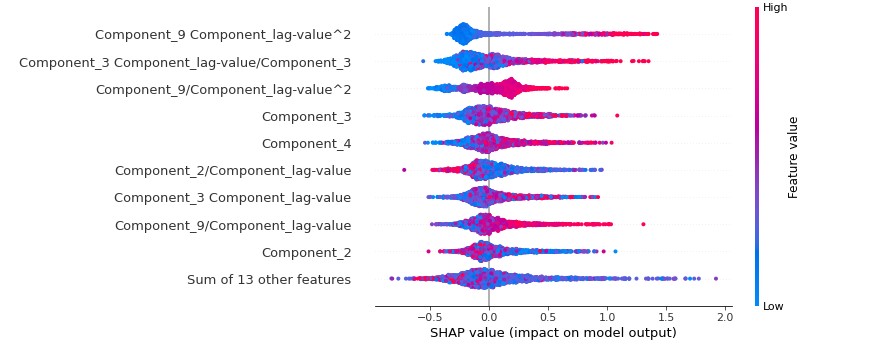 High
Component_9 Component_lag-value^2
Component_3 Component_lag-value/Component_3
Component_9/Component_lag-value^2
Component_3
Component_4
Component_2/Component_lag-value
Component_3 Component_lag-value
Component_9/Component_lag-value
Component_2
Sum of 13 other features
Feature value
Low
−0.5 0.0 0.5 1.0 1.5 2.0
SHAP value (impact on model output)